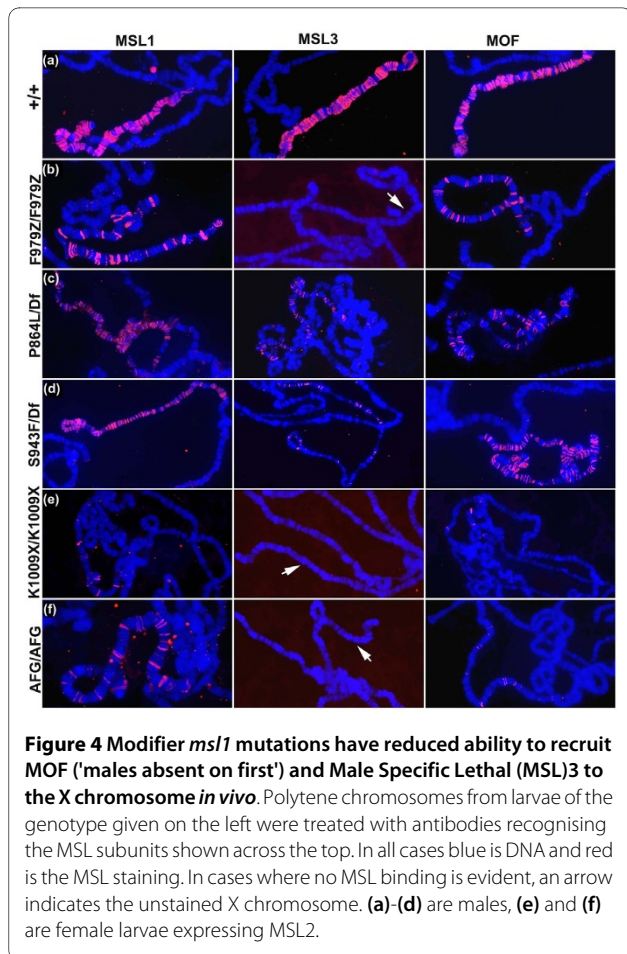 MSL1 MSL3 MOF
(a) +/+
(b) F979Z/F979Z
(c) P864L/Df
(d) S943F/Df
(e) K1009X/K1009X
(f) AFG/AFG
Figure 4 Modifier msl1 mutations have reduced ability to recruit
MOF ('males absent on first') and Male Specific Lethal (MSL)3 to
the X chromosome in vivo. Polytene chromosomes from larvae of the
genotype given on the left were treated with antibodies recognising
the MSL subunits shown across the top. In all cases blue is DNA and red
is the MSL staining. In cases where no MSL binding is evident, an arrow
indicates the unstained X chromosome. (a)-(d) are males, (e) and (f)
are female larvae expressing MSL2.